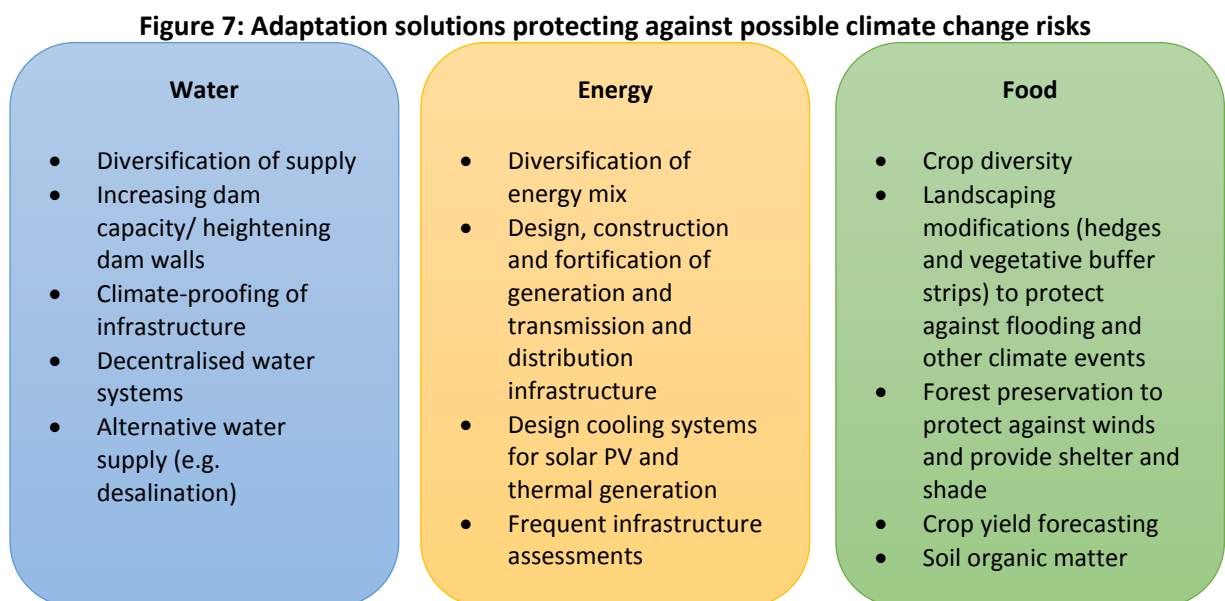 Figure 7: Adaptation solutions protecting against possible climate change risks
Water
• Diversification of supply
• Increasing dam
capacity/ heightening
dam walls
• Climate-proofing of
infrastructure
• Decentralised water
systems
• Alternative water
supply (e.g.
desalination)
Energy
• Diversification of
energy mix
• Design, construction
and fortification of
generation and
transmission and
distribution
infrastructure
• Design cooling systems
for solar PV and
thermal generation
• Frequent infrastructure
assessments
Food
• Crop diversity
• Landscaping
modifications (hedges
and vegetative buffer
strips) to protect
against flooding and
other climate events
• Forest preservation to
protect against winds
and provide shelter and
shade
• Crop yield forecasting
• Soil organic matter